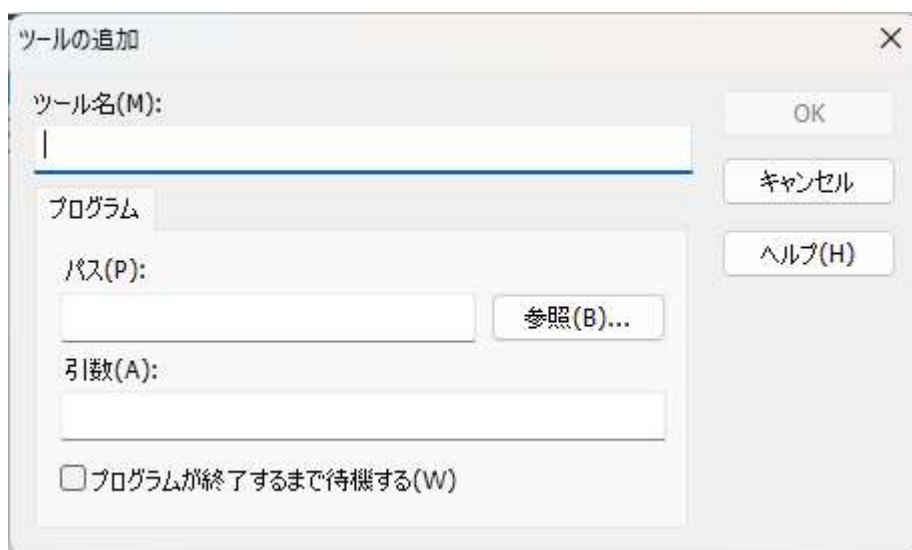 ツールの追加
ツール名(M):
OK
キャンセル
プログラム
ヘルプ(H)
パス(P):
参照(B)...
引数(A):
プログラムが終了するまで待機する(W)